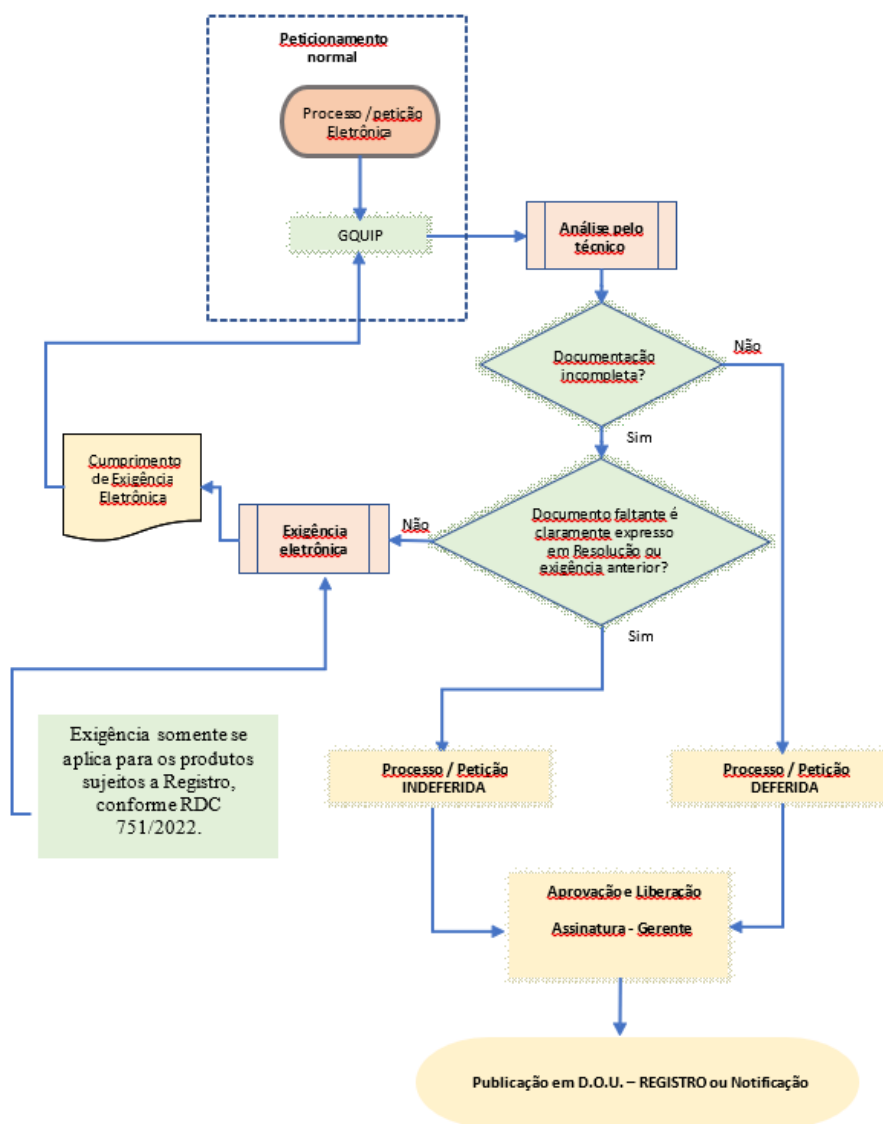 Peticionamento
normal
Processo / petição
Eletrônica
GQUIP
Análise pelo
técnico
Documentação
incompleta?
Não
Sim
Documento faltante é
claramente expresso
em Resolução ou
exigência anterior?
Não
Sim
Exigência
eletrônica
Cumprimento
de Exigência
Eletrônica
Exigência somente se
aplica para os produtos
sujeitos a Registro,
conforme RDC
751/2022.
Processo / Petição
INDEFERIDA
Processo / Petição
DEFERIDA
Aprovação e Liberação
Assinatura - Gerente
Publicação em D.O.U. – REGISTRO ou Notificação